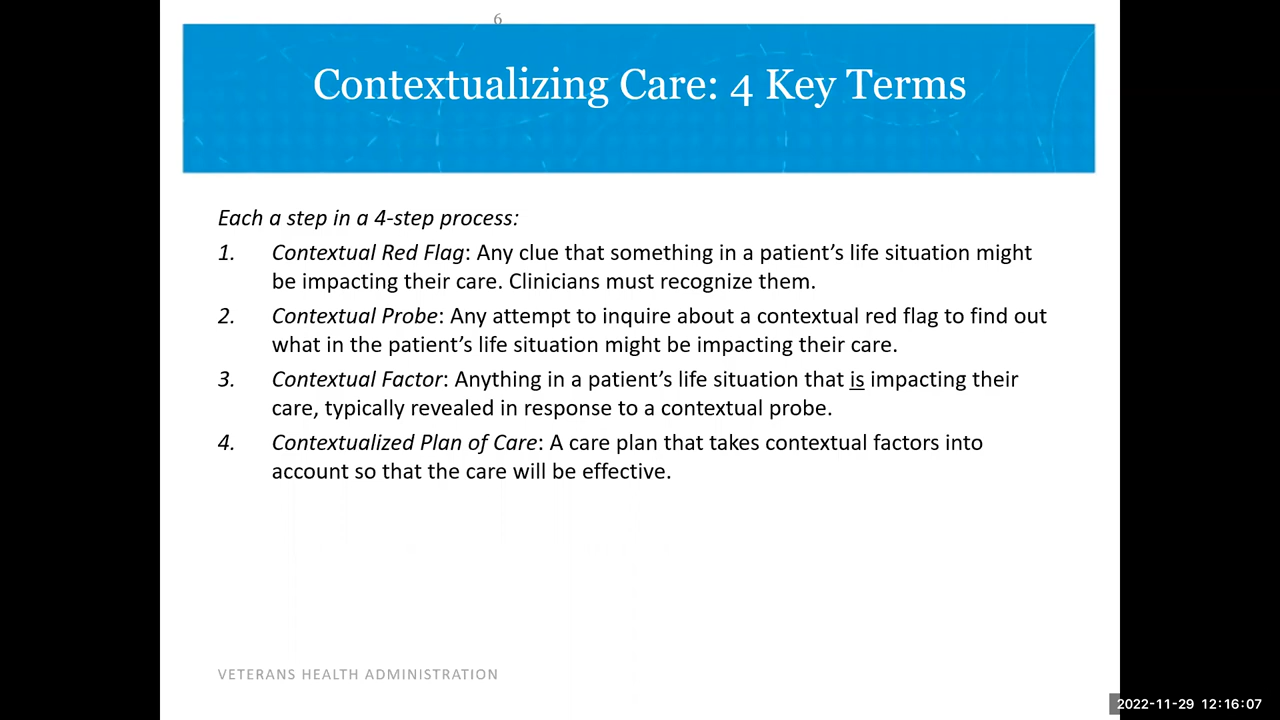 6
Contextualizing Care: 4 Key Terms
Each a step in a 4-step process:
1. Contextual Red Flag: Any clue that something in a patient’s life situation might
be impacting their care. Clinicians must recognize them.
2. Contextual Probe: Any attempt to inquire about a contextual red flag to find out
what in the patient’s life situation might be impacting their care.
3. Contextual Factor: Anything in a patient’s life situation that is impacting their
care, typically revealed in response to a contextual probe.
4. Contextualized Plan of Care: A care plan that takes contextual factors into
account so that the care will be effective.
VETERANS HEALTH ADMINISTRATION
2022-11-29 12:16:07